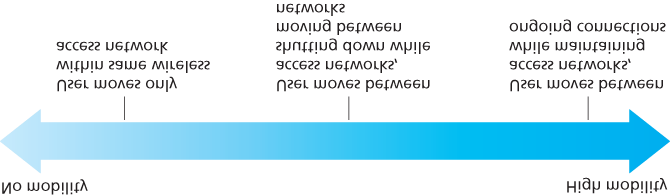 User moves only
within same wireless
access network
User moves between
access networks,
shutting down while
moving between
networks
User moves between
access networks,
while maintaining
ongoing connections
No mobility
High mobility